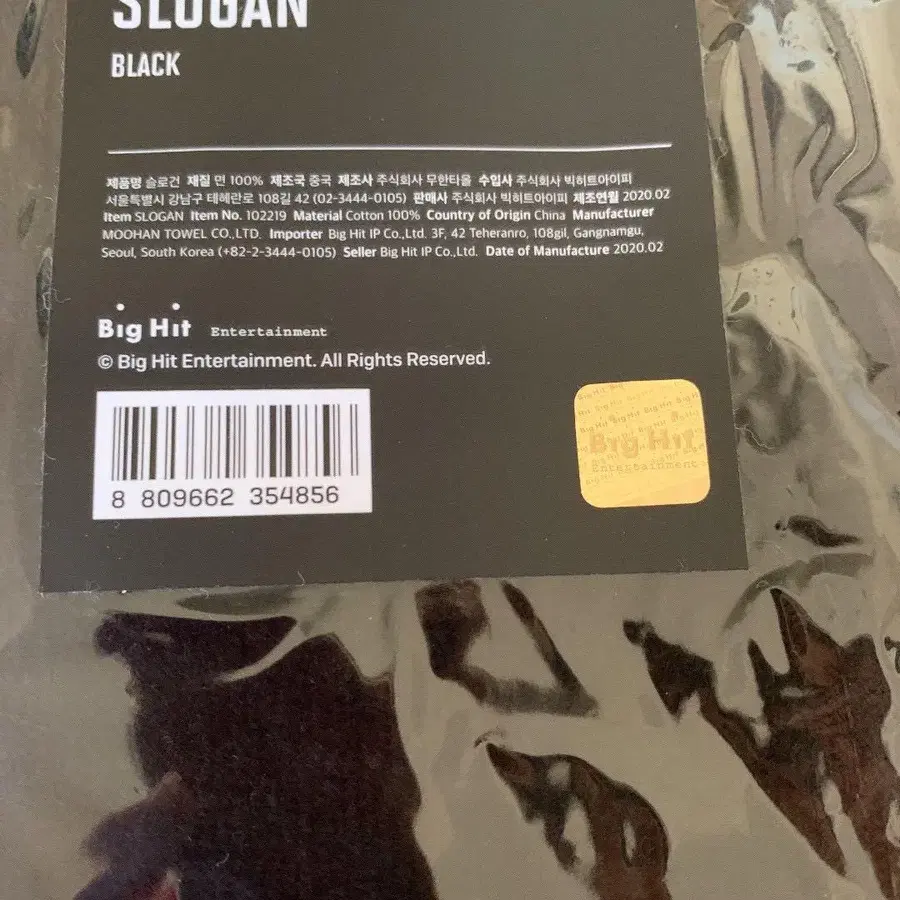 SLOGAN
BLACK
제품명 슬로건 재질 면 100% 제조국 중국 제조사 주식회사 무한타올 수입사 주식회사 빅히트아이피
서울특별시 강남구 테헤란로 108길 42 (02-3444-0105) 판매사 주식회사 빅히트아이피 제조연월 2020.02
Item SLOGAN Item No. 102219 Material Cotton 100% Country of Origin China Manufacturer
MOOHAN TOWEL CO.,LTD. Importer Big Hit IP Co.,Ltd. 3F, 42 Teheranro, 108gil, Gangnamgu,
Seoul, South Korea (+82-2-3444-0105) Seller Big Hit IP Co.,Ltd. Date of Manufacture 2020.02
Big Hit Entertainment
© Big Hit Entertainment. All Rights Reserved.
8 809662 354856
Big Hit
Entertainment